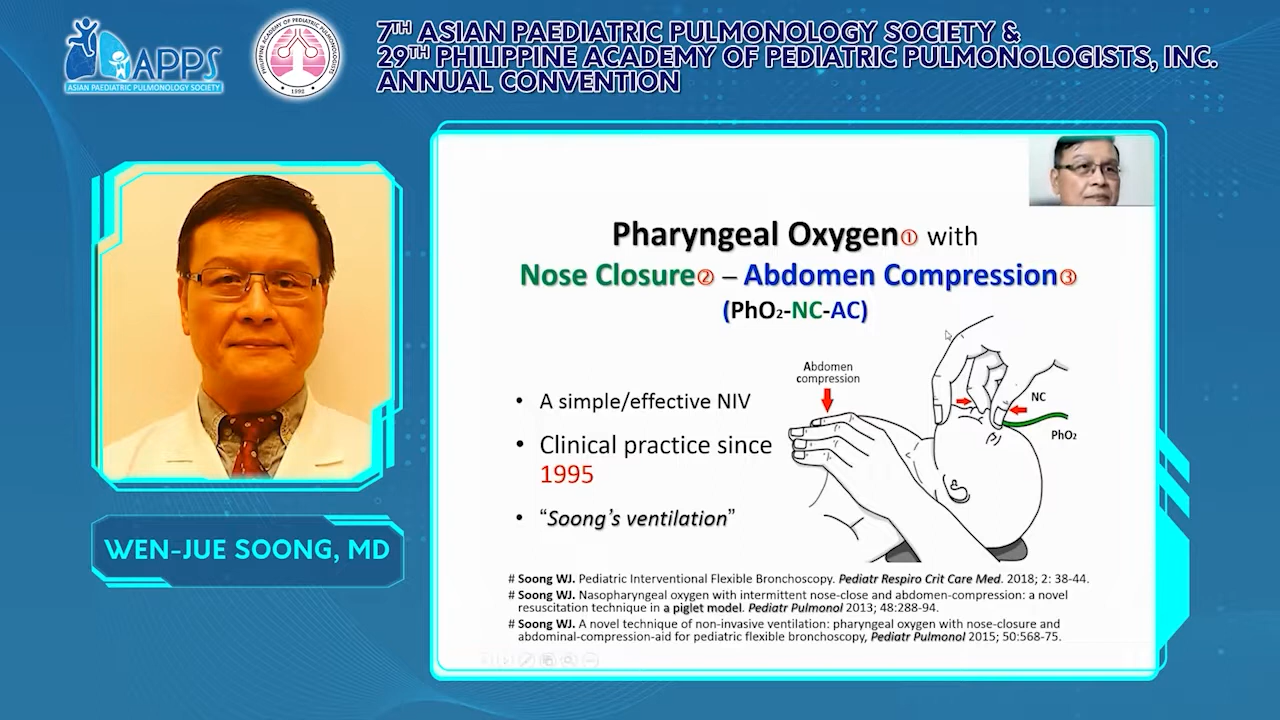 APPS
ASIAN PAEDIATRIC PULMONOLOGY SOCIETY
PHILIPPINE ACADEMY OF PEDIATRIC PULMONOLOGISTS
7TH ASIAN PAEDIATRIC PULMONOLOGY SOCIETY &
29TH PHILIPPINE ACADEMY OF PEDIATRIC PULMONOLOGISTS, INC.
ANNUAL CONVENTION
WEN-JUE SOONG, MD
Pharyngeal Oxygen① with
Nose Closure② – Abdomen Compression③
(PhO₂-NC-AC)
• A simple/effective NIV
• Clinical practice since
1995
• “Soong’s ventilation”
Abdomen
compression
NC
PhO₂
# Soong WJ. Pediatric Interventional Flexible Bronchoscopy. Pediatr Respiro Crit Care Med. 2018; 2: 38-44.
# Soong WJ. Nasopharyngeal oxygen with intermittent nose-close and abdomen-compression: a novel
resuscitation technique in a piglet model. Pediatr Pulmonol 2013; 48:288-94.
# Soong WJ. A novel technique of non-invasive ventilation: pharyngeal oxygen with nose-closure and
abdominal-compression-aid for pediatric flexible bronchoscopy, Pediatr Pulmonol 2015; 50:568-75.